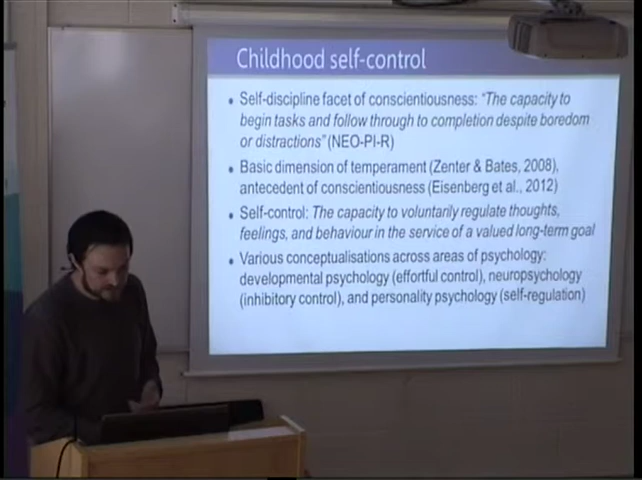 Childhood self-control
• Self-discipline facet of conscientiousness: "The capacity to
begin tasks and follow through to completion despite boredom
or distractions" (NEO-PI-R)
• Basic dimension of temperament (Zenter & Bates, 2008),
antecedent of conscientiousness (Eisenberg et al., 2012)
• Self-control: The capacity to voluntarily regulate thoughts,
feelings, and behaviour in the service of a valued long-term goal
• Various conceptualisations across areas of psychology:
developmental psychology (effortful control), neuropsychology
(inhibitory control), and personality psychology (self-regulation)